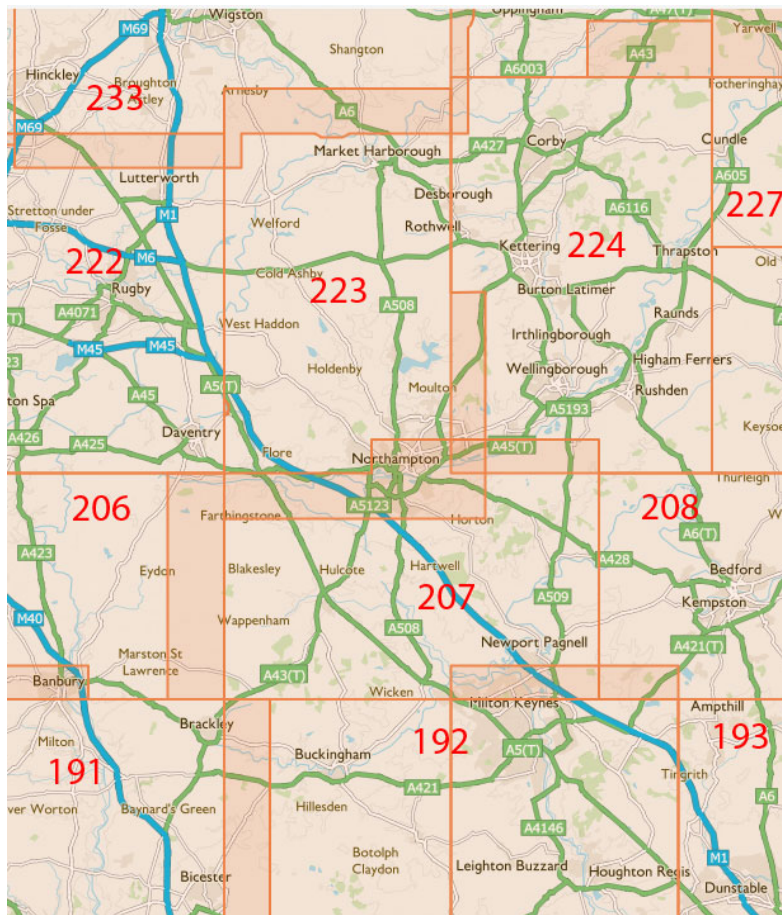 Uppingham
A47(T)
M69
Wigston
Yarwell
Shangton
A43
A6003
Hinckley
Broughton
Astley
Arnesby
Fotheringhay
233
A6
M69
A427
Corby
Oundle
Market Harborough
A605
Lutterworth
Desborough
A6116
227
Stretton under
Fosse
M1
Welford
Rothwell
Kettering
224
Thrapston
222
M6
Cold Ashby
Old
Rugby
223
Burton Latimer
A4071
A508
Raunds
T)
West Haddon
Irthlingborough
M45
M45
Higham Ferrers
23
Holdenby
Wellingborough
A5(T)
Moulton
Rushden
A45
ton Spa
A5193
A426
A425
Daventry
Keysoe
Flore
Northampton
A45(T)
Thurleigh
206
A5123
208
Farthingstone
Horton
A6(T)
A423
A428
Eydon
Blakesley
Hulcote
Hartwell
Bedford
207
A509
Kempston
M40
Wappenham
A508
Newport Pagnell
A421(T)
Marston St
Lawrence
A43(T)
Banbury
Wicken
Milton Keynes
Ampthill
Brackley
192
193
Milton
Buckingham
A5(T)
191
Tingrith
A421
ver Worton
Baynard's Green
Hillesden
A6
A4146
Botolph
Claydon
Leighton Buzzard
Houghton Regis
M1
Bicester
Dunstable